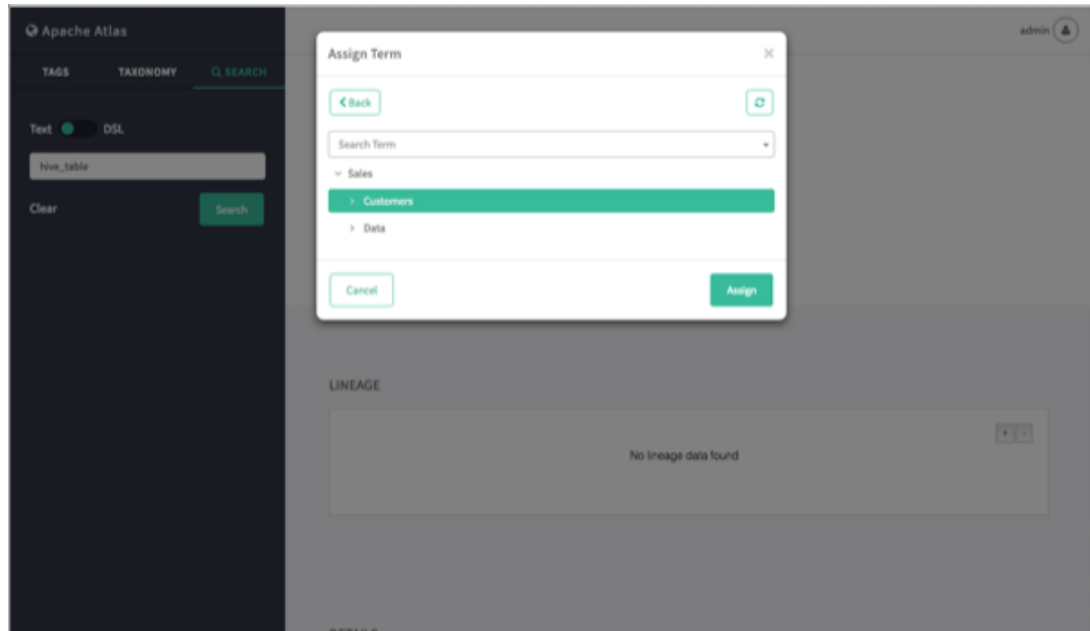 Apache Atlas
admin
TAGS TAXONOMY SEARCH
Text DSL
hive_table
Clear Search
Assign Term ×
Back
Search Term
Sales
Customers
Data
Cancel Assign
LINEAGE
+ -
No lineage data found
DETAILS